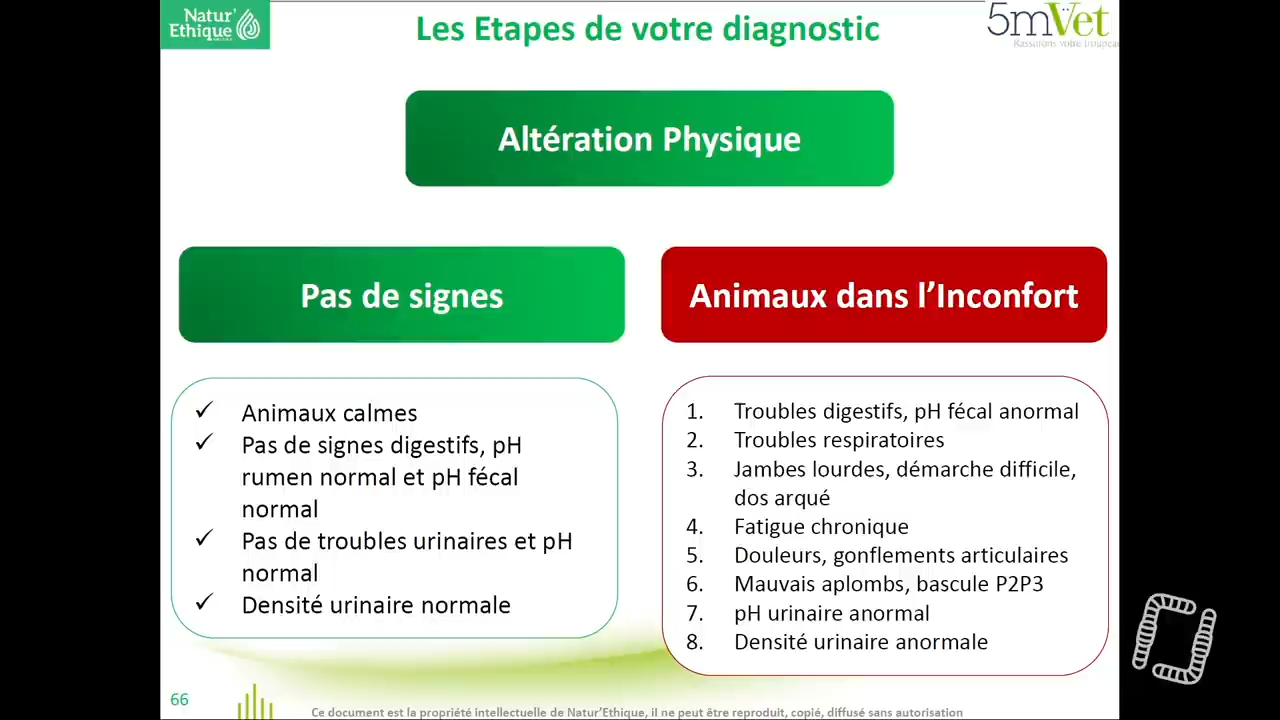 Natur'
Ethique
Les Etapes de votre diagnostic
5mVet
Rassurons votre troupeau
Altération Physique
Pas de signes
Animaux dans l'Inconfort
✓ Animaux calmes
✓ Pas de signes digestifs, pH
rumen normal et pH fécal
normal
✓ Pas de troubles urinaires et pH
normal
✓ Densité urinaire normale
1. Troubles digestifs, pH fécal anormal
2. Troubles respiratoires
3. Jambes lourdes, démarche difficile,
dos arqué
4. Fatigue chronique
5. Douleurs, gonflements articulaires
6. Mauvais aplombs, bascule P2P3
7. pH urinaire anormal
8. Densité urinaire anormale
66
Ce document est la propriété intellectuelle de Natur'Ethique, il ne peut être reproduit, copié, diffusé sans autorisation